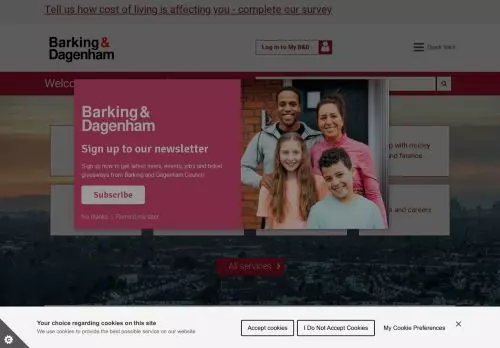 Tell us how cost of living is affecting you - complete our survey
Barking &
Dagenham
Log in to My B&D
Quick links
Barking &
Dagenham
Sign up to our newsletter
Sign up now to get latest news, events, jobs and ticket
giveaways from Barking and Dagenham Council
Subscribe
No thanks | Remind me later
with money
and careers
All services
Your choice regarding cookies on this site
We use cookies to provide the best possible service on our website
Accept cookies
I Do Not Accept Cookies
My Cookie Preferences